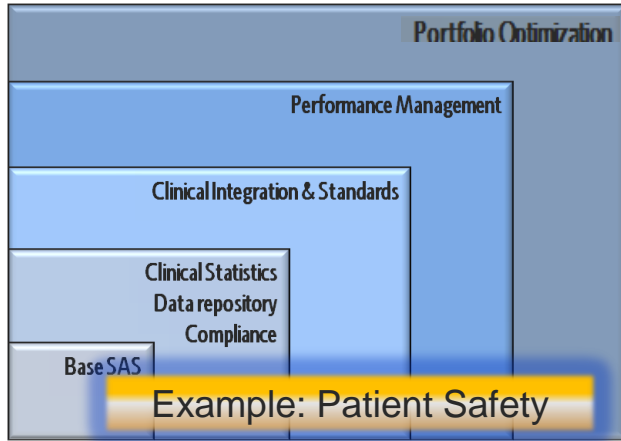 Portfolio Optimization
Performance Management
Clinical Integration & Standards
Clinical Statistics
Data repository
Compliance
Base SAS
Example: Patient Safety